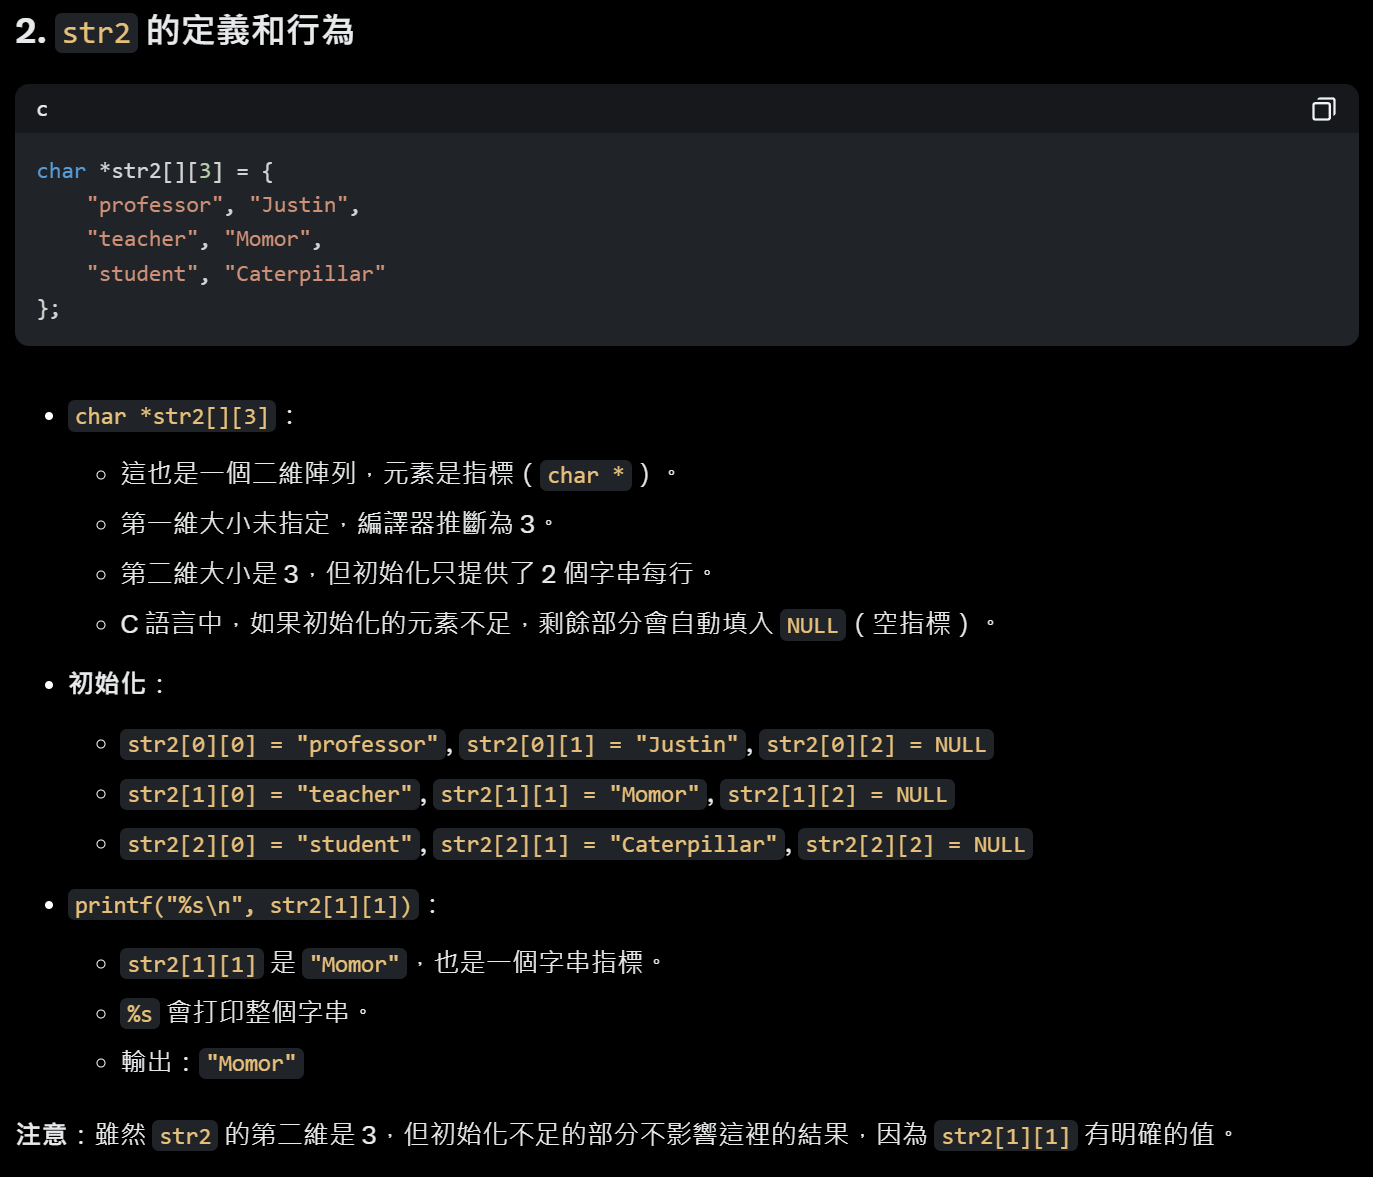 2. str2 的定義和行為
c
char *str2[][3] = {
    "professor", "Justin",
    "teacher", "Momor",
    "student", "Caterpillar"
};
char *str2[][3]：
這也是一個二維陣列，元素是指標（char *）。
第一維大小未指定，編譯器推斷為 3。
第二維大小是 3，但初始化只提供了 2 個字串每行。
C 語言中，如果初始化的元素不足，剩餘部分會自動填入 NULL（空指標）。
初始化：
str2[0][0] = "professor", str2[0][1] = "Justin", str2[0][2] = NULL
str2[1][0] = "teacher", str2[1][1] = "Momor", str2[1][2] = NULL
str2[2][0] = "student", str2[2][1] = "Caterpillar", str2[2][2] = NULL
printf("%s\n", str2[1][1])：
str2[1][1] 是 "Momor"，也是一個字串指標。
%s 會打印整個字串。
輸出："Momor"
注意：雖然 str2 的第二維是 3，但初始化不足的部分不影響這裡的結果，因為 str2[1][1] 有明確的值。